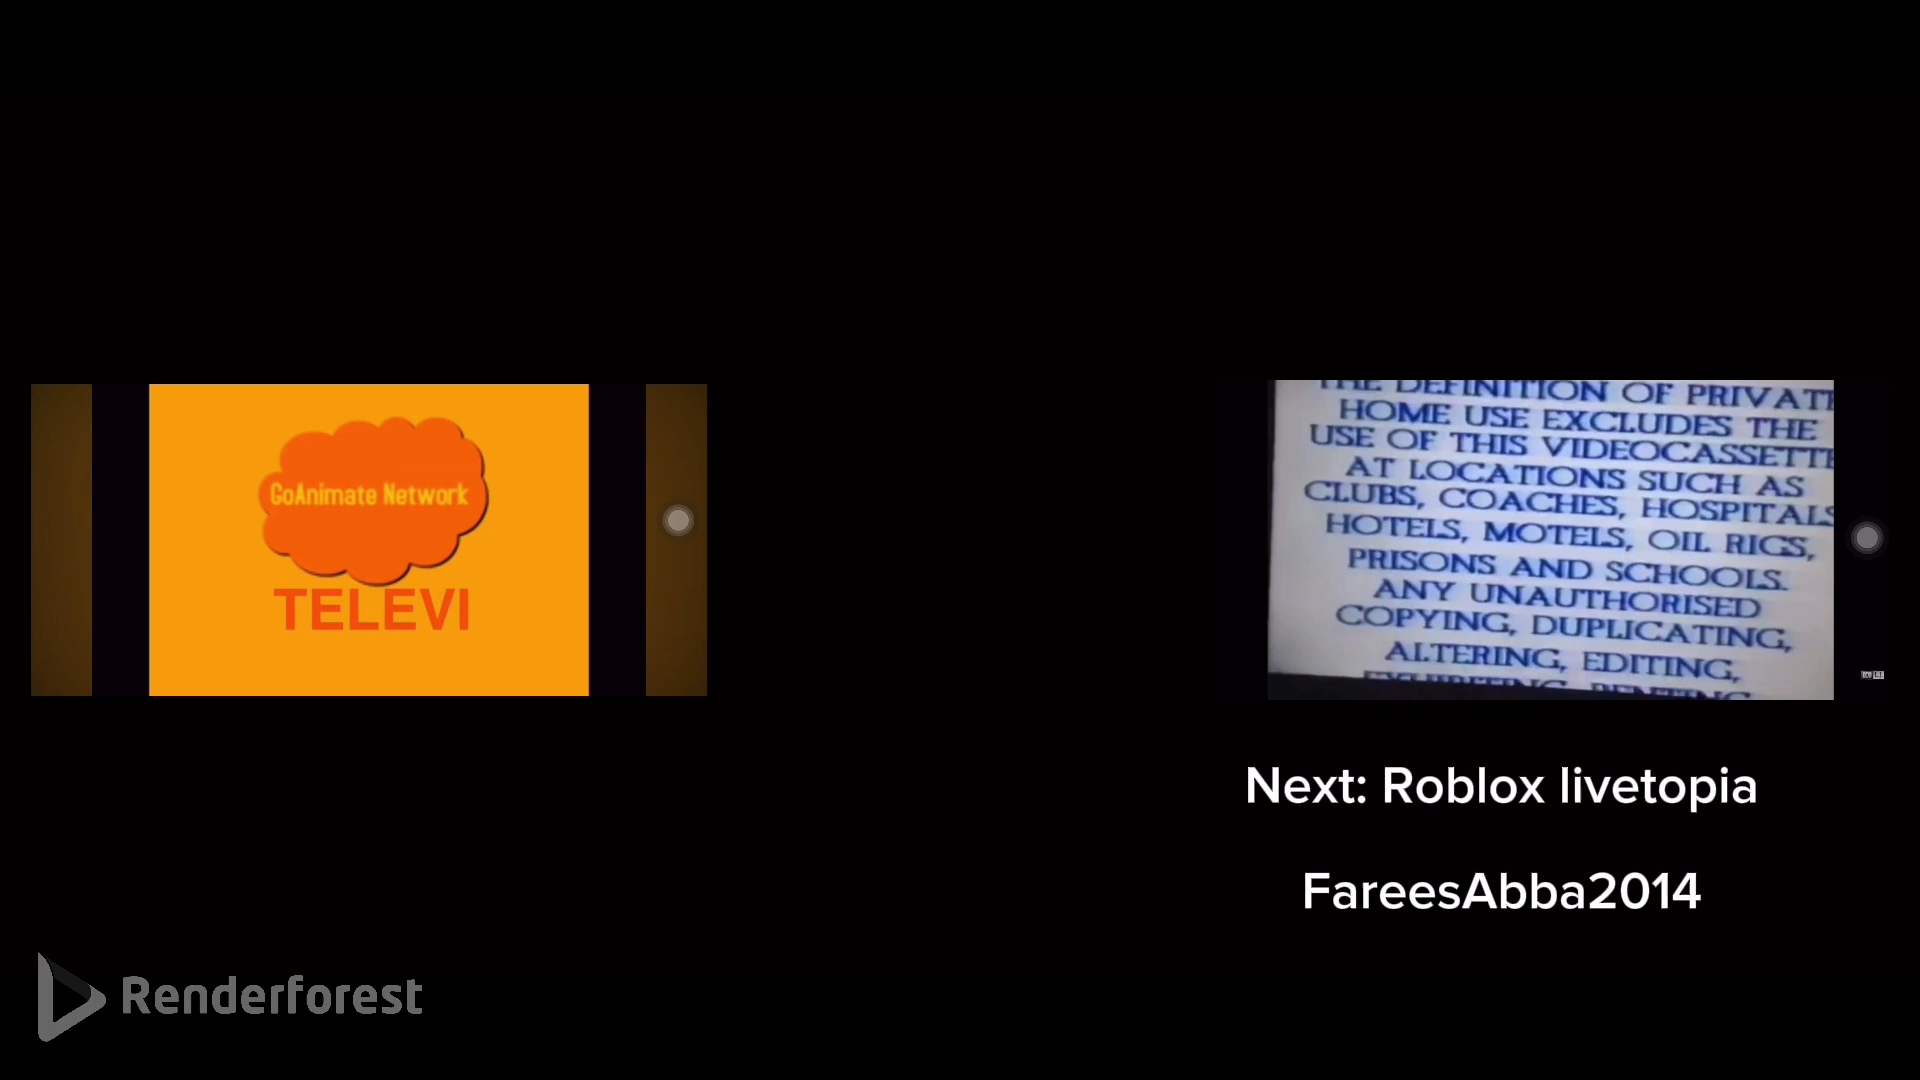 GoAnimate Network
TELEVI
THE DEFINITION OF PRIVATE
HOME USE EXCLUDES THE
USE OF THIS VIDEOCASSETTE
AT LOCATIONS SUCH AS
CLUBS, COACHES, HOSPITALS
HOTELS, MOTELS, OIL RIGS,
PRISONS AND SCHOOLS.
ANY UNAUTHORISED
COPYING, DUPLICATING,
ALTERING, EDITING,
Next: Roblox livetopia
FareesAbba2014
Renderforest